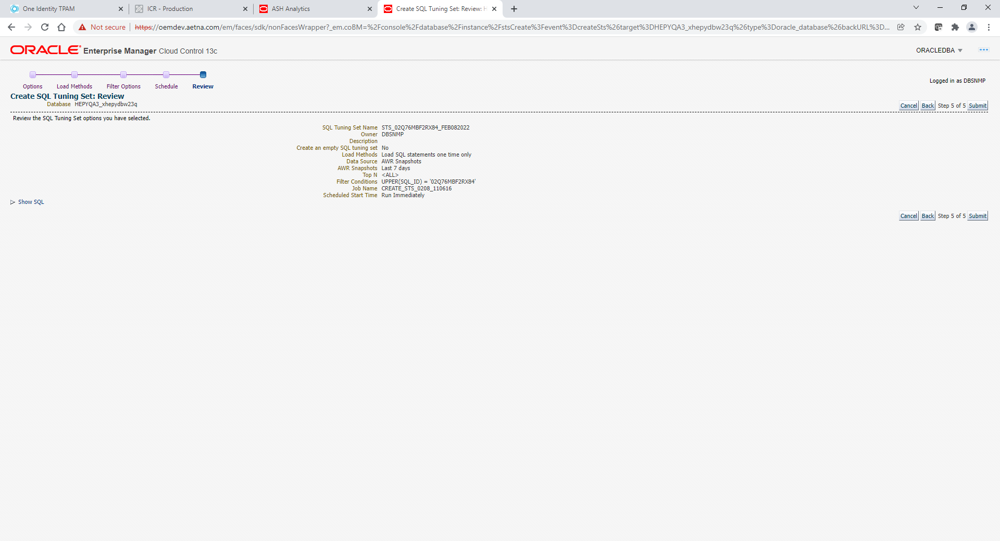 One Identity TPAM
ICR - Production
ASH Analytics
Create SQL Tuning Set: Review: H
Not secure
https://oemdev.aetna.com/em/faces/sdk/nonFacesWrapper?_em.coBM=%2Fconsole%2Fdatabase%2Finstance%2FstsCreate%3Fevent%3DcreateSts%26target%3DHEPYQA3_xhepydbw23q%26type%3Doracle_database%26backURL%3D...
ORACLE Enterprise Manager Cloud Control 13c
ORACLEDBA
Options Load Methods Filter Options Schedule Review
Logged in as DBSNMP
Create SQL Tuning Set: Review
Database HEPYQA3_xhepydbw23q
Cancel Back Step 5 of 5 Submit
Review the SQL Tuning Set options you have selected.
SQL Tuning Set Name STS_02Q76MBF2RX84_FEB082022
Owner DBSNMP
Description
Create an empty SQL tuning set No
Load Methods Load SQL statements one time only
Data Source AWR Snapshots
AWR Snapshots Last 7 days
Top N <ALL>
Filter Conditions UPPER(SQL_ID) = '02Q76MBF2RX84'
Job Name CREATE_STS_0208_110616
Scheduled Start Time Run Immediately
Show SQL
Cancel Back Step 5 of 5 Submit